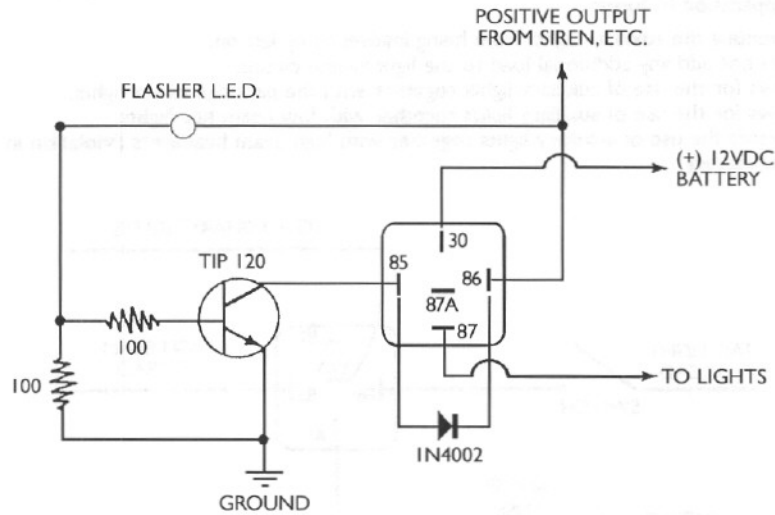 POSITIVE OUTPUT
FROM SIREN, ETC.
FLASHER L.E.D.
(+) 12VDC
BATTERY
30
TIP 120
85
86
87A
87
100
100
TO LIGHTS
1N4002
GROUND